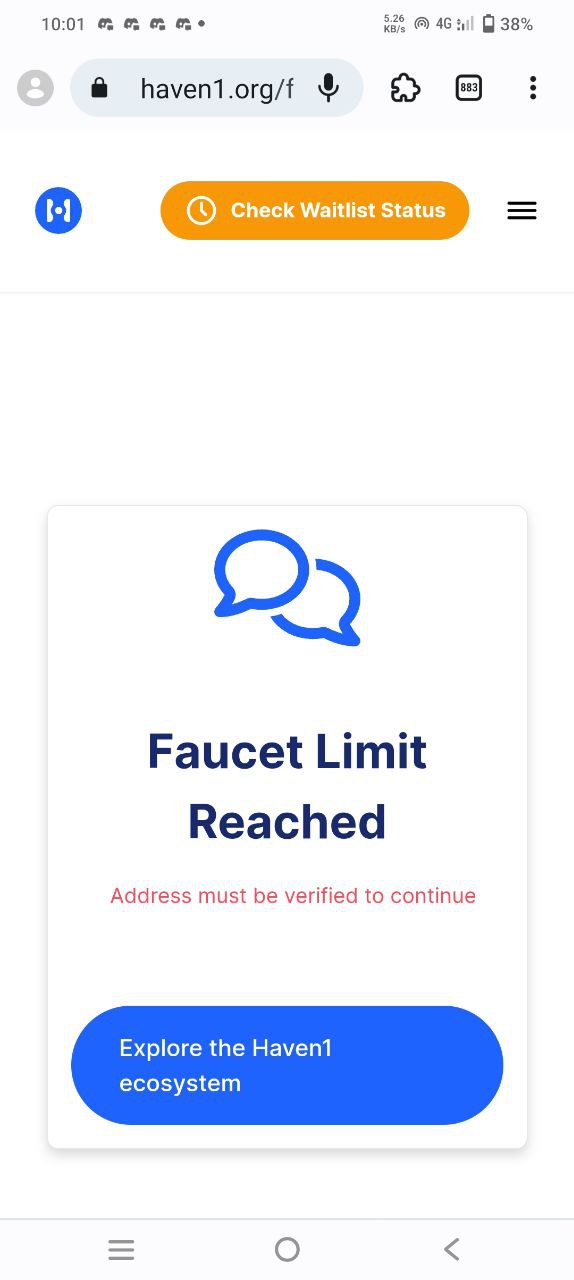 10:01 5.26 KB/s 4G 38%
haven1.org/f 883
Check Waitlist Status
Faucet Limit
Reached
Address must be verified to continue
Explore the Haven1
ecosystem